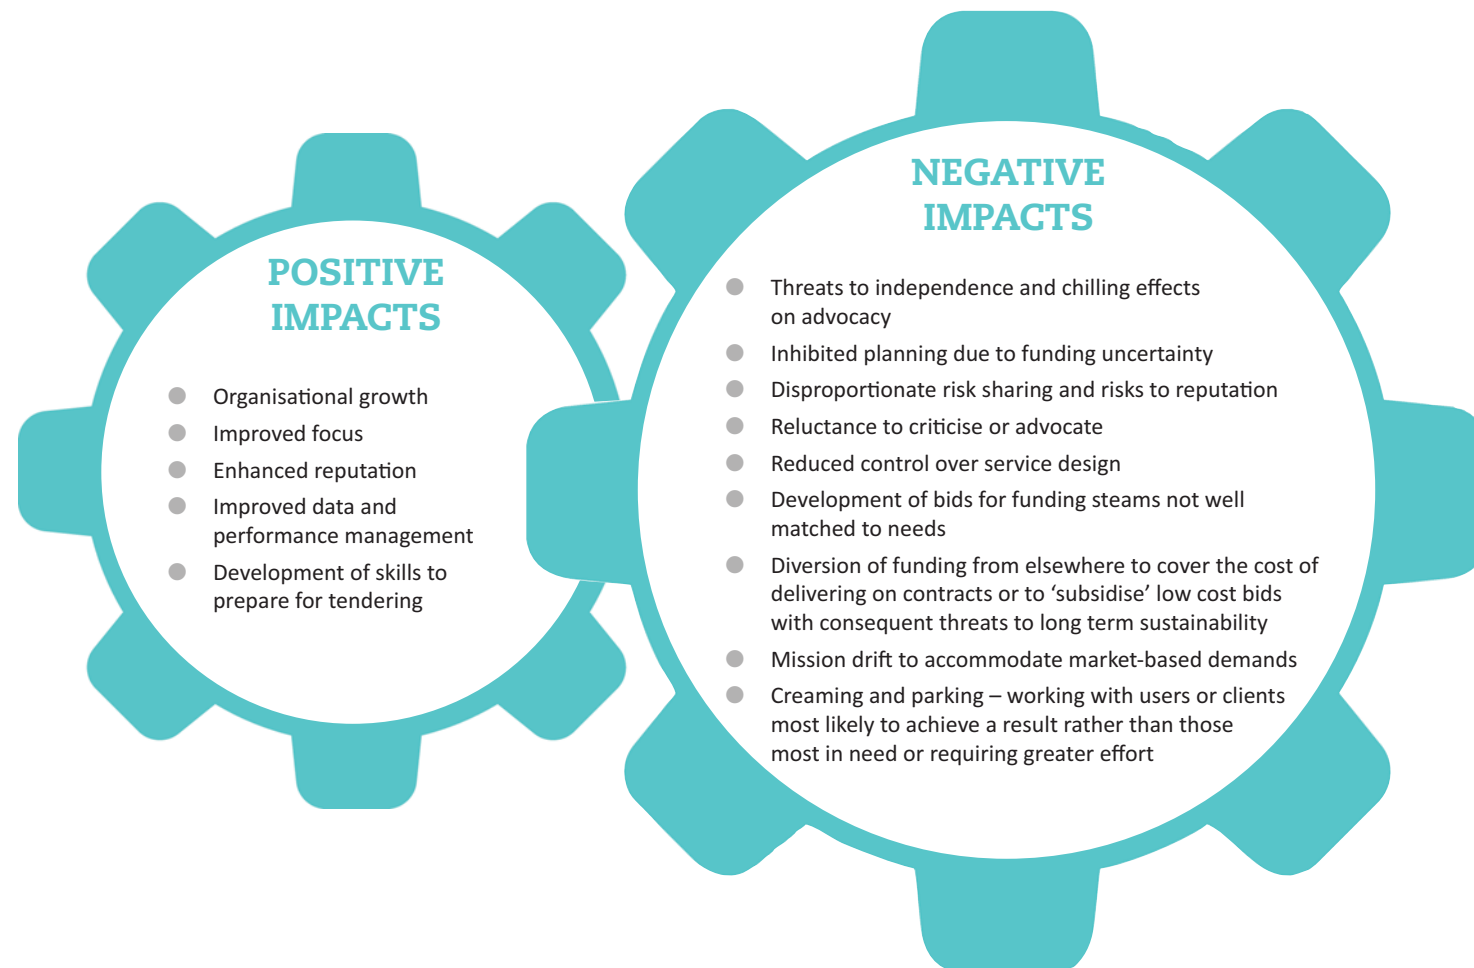 POSITIVE
IMPACTS
● Organisational growth
● Improved focus
● Enhanced reputation
● Improved data and
performance management
● Development of skills to
prepare for tendering
NEGATIVE
IMPACTS
● Threats to independence and chilling effects
on advocacy
● Inhibited planning due to funding uncertainty
● Disproportionate risk sharing and risks to reputation
● Reluctance to criticise or advocate
● Reduced control over service design
● Development of bids for funding steams not well
matched to needs
● Diversion of funding from elsewhere to cover the cost of
delivering on contracts or to ‘subsidise’ low cost bids
with consequent threats to long term sustainability
● Mission drift to accommodate market-based demands
● Creaming and parking – working with users or clients
most likely to achieve a result rather than those
most in need or requiring greater effort